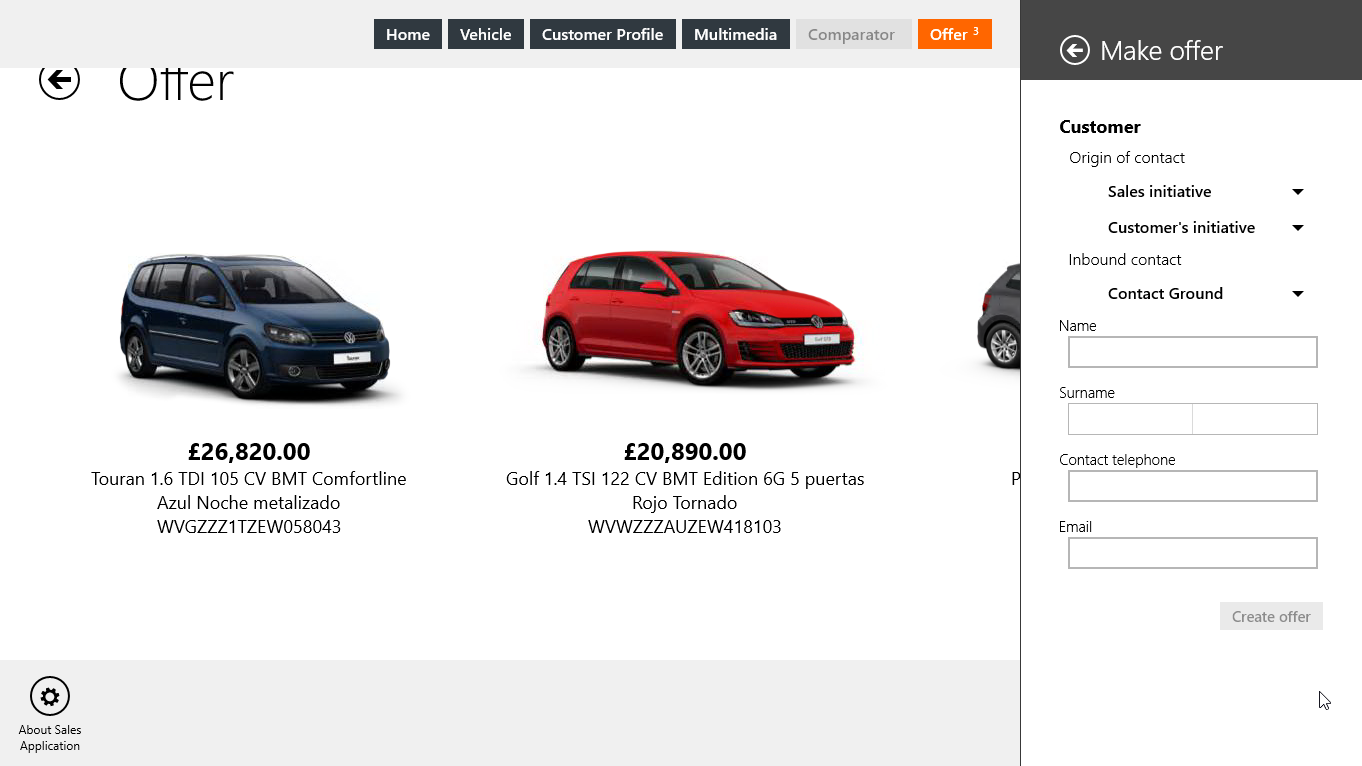 Home
Vehicle
Customer Profile
Multimedia
Comparator
Offer 3
Offer
£26,820.00
Touran 1.6 TDI 105 CV BMT Comfortline
Azul Noche metalizado
WVGZZZ1TZEW058043
Touran
£20,890.00
Golf 1.4 TSI 122 CV BMT Edition 6G 5 puertas
Rojo Tornado
WVWZZZAUZEW418103
P
About Sales
Application
Make offer
Customer
Origin of contact
Sales initiative
Customer's initiative
Inbound contact
Contact Ground
Name
Surname
Contact telephone
Email
Create offer